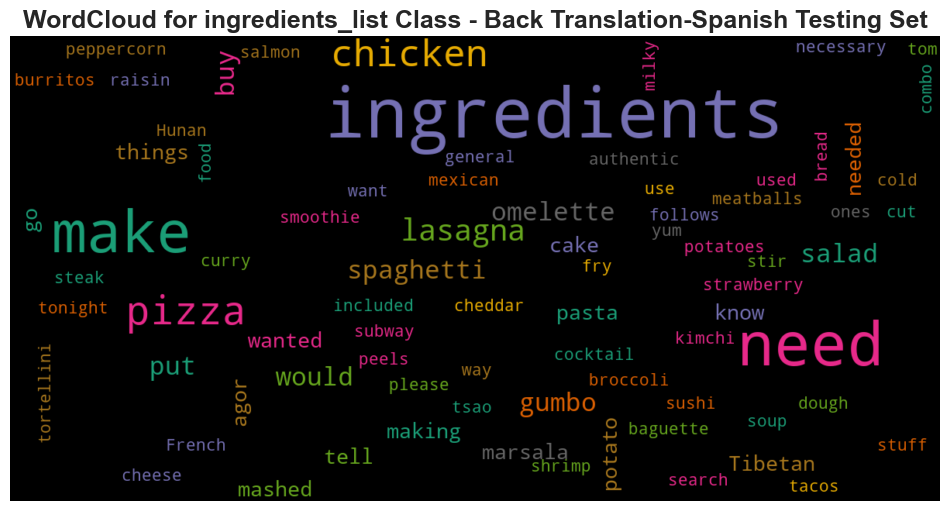 WordCloud for ingredients_list Class - Back Translation-Spanish Testing Set
peppercorn
salmon
chicken
milky
necessary
tom
burritos
raisin
buy
combo
ingredients
Hunan
things
food
general
authentic
bread
needed
want
mexican
use
used
cold
meatballs
go
make
smoothie
lasagna
omelette
follows
yum
ones
cut
curry
spaghetti
cake
fry
potatoes
stir
salad
steak
strawberry
tonight
pizza
included
cheddar
pasta
know
wanted
subway
kimchi
need
tortellini
put
peels
cocktail
would
please
way
broccoli
agor
tsao
gumbo
sushi
dough
making
baguette
soup
French
tell
marsala
potato
stuff
cheese
shrimp
Tibetan
mashed
search
tacos